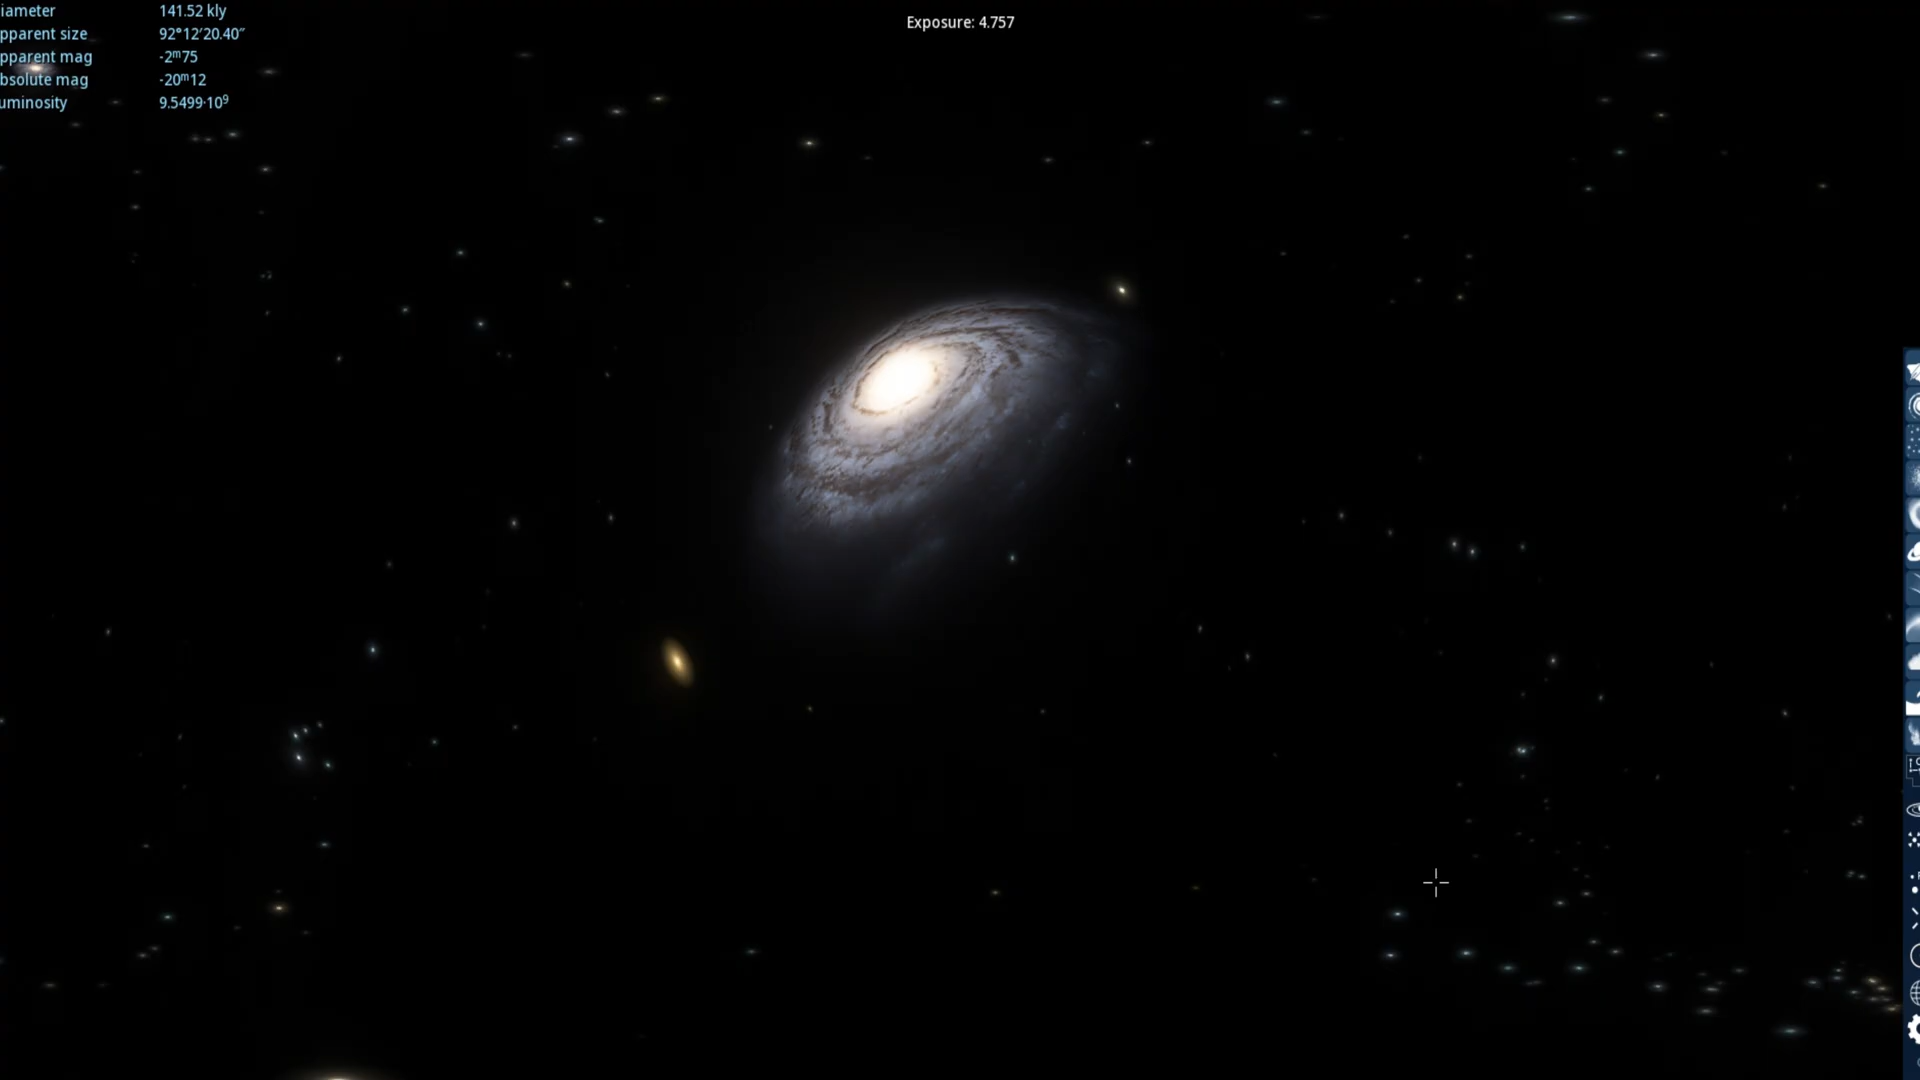 iameter 141.52 kly
pparent size 92°12′20.40″
pparent mag -2ᵐ75
bsolute mag -20ᵐ12
uminosity 9.5499·10⁹
Exposure: 4.757